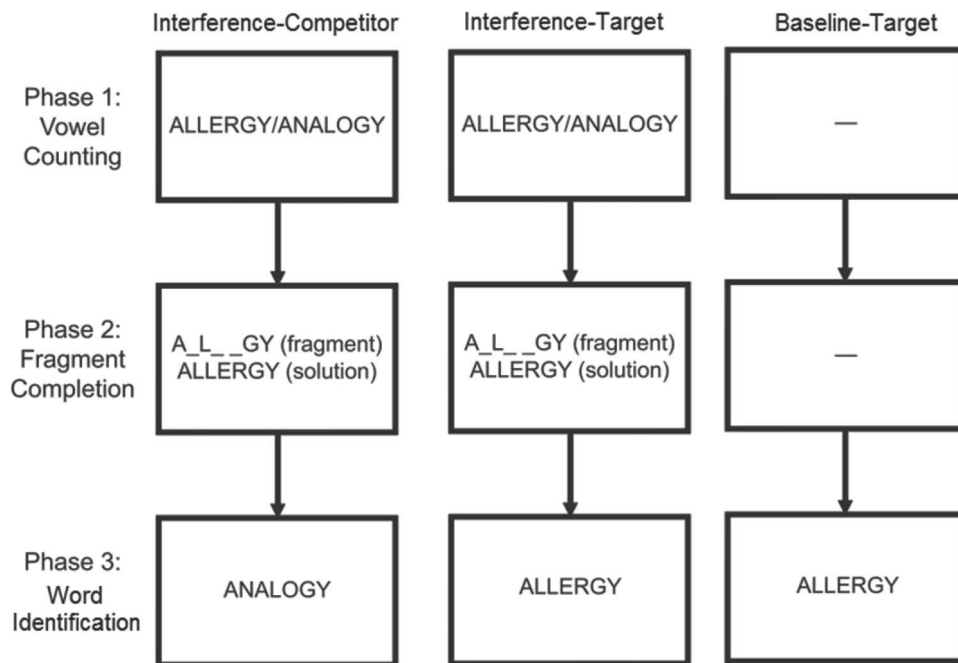 Interference-Competitor
Interference-Target
Baseline-Target
Phase 1:
Vowel
Counting
ALLERGY/ANALOGY
ALLERGY/ANALOGY
—
Phase 2:
Fragment
Completion
A_L_ _GY (fragment)
ALLERGY (solution)
A_L_ _GY (fragment)
ALLERGY (solution)
—
Phase 3:
Word
Identification
ANALOGY
ALLERGY
ALLERGY